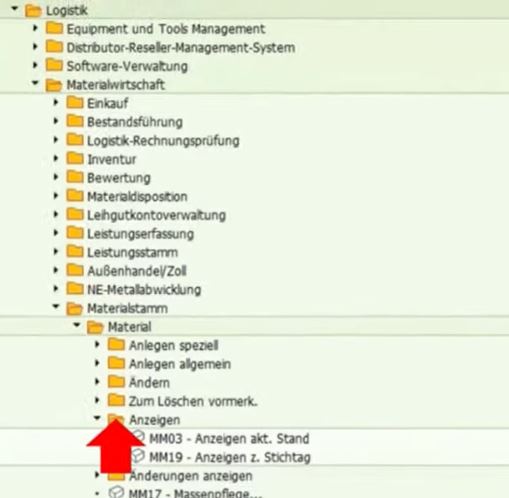 Logistik
Equipment und Tools Management
Distributor-Reseller-Management-System
Software-Verwaltung
Materialwirtschaft
Einkauf
Bestandsführung
Logistik-Rechnungsprüfung
Inventur
Bewertung
Materialdisposition
Leihgutkontoverwaltung
Leistungserfassung
Leistungsstamm
Außenhandel/Zoll
NE-Metallabwicklung
Materialstamm
Material
Anlegen speziell
Anlegen allgemein
Ändern
Zum Löschen vormerk.
Anzeigen
MM03 - Anzeigen akt. Stand
MM19 - Anzeigen z. Stichtag
Änderungen anzeigen
MM17 - Massenpflege...